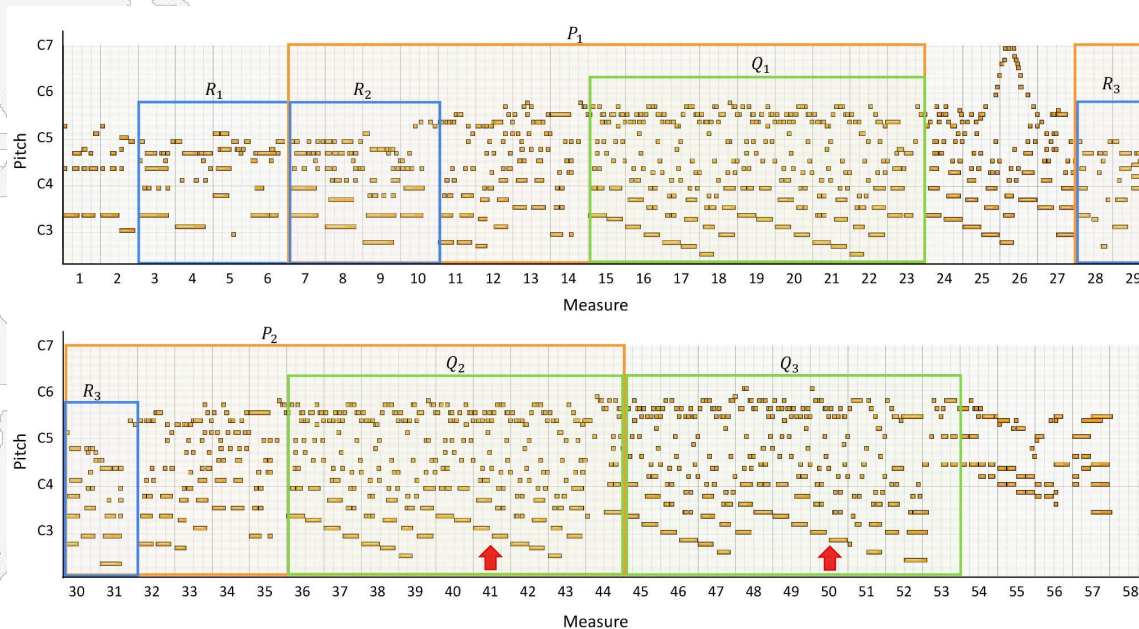 P₁
C7
Q₁
C6
R₁ R₂ R₃
C5
Pitch
C4
C3
1 2 3 4 5 6 7 8 9 10 11 12 13 14 15 16 17 18 19 20 21 22 23 24 25 26 27 28 29
Measure
P₂
C7
Q₂ Q₃
R₃
C6
C5
Pitch
C4
C3
30 31 32 33 34 35 36 37 38 39 40 41 42 43 44 45 46 47 48 49 50 51 52 53 54 55 56 57 58
Measure